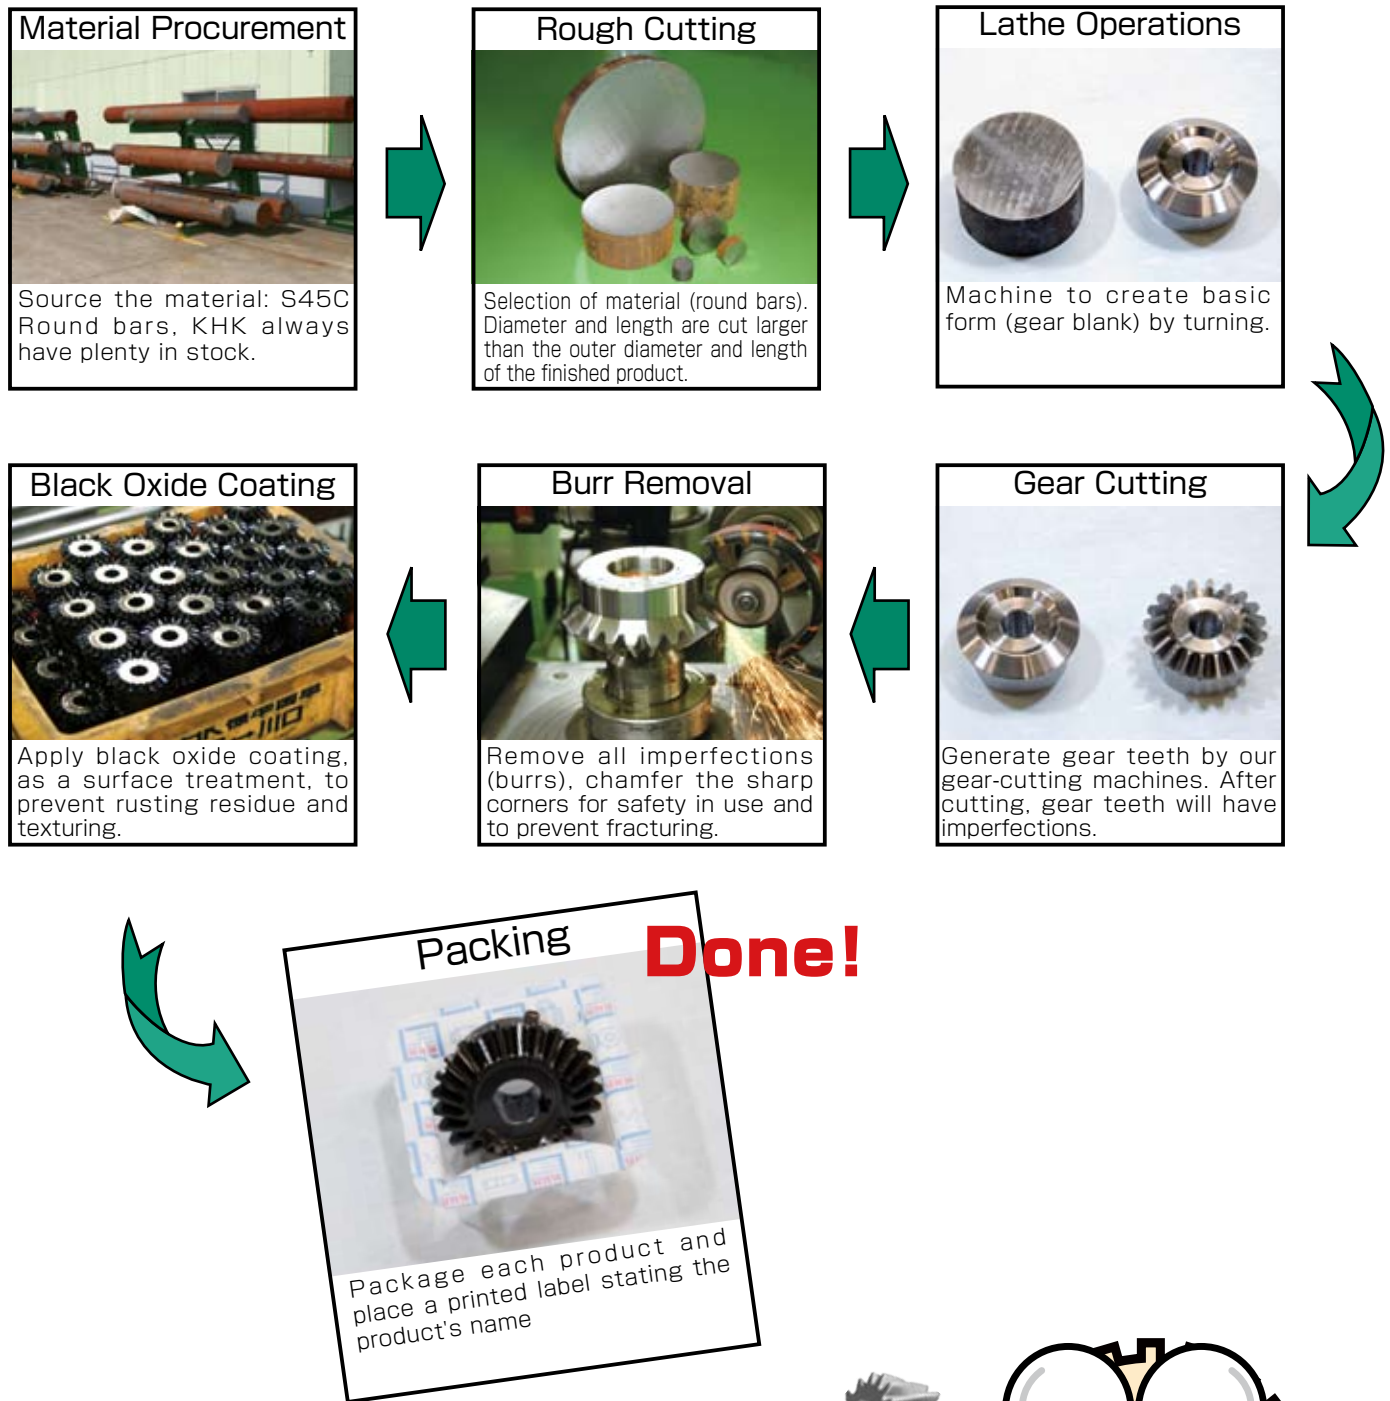 Material Procurement
Source the material: S45C
Round bars, KHK always
have plenty in stock.
Rough Cutting
Selection of material (round bars).
Diameter and length are cut larger
than the outer diameter and length
of the finished product.
Lathe Operations
Machine to create basic
form (gear blank) by turning.
Gear Cutting
Generate gear teeth by our
gear-cutting machines. After
cutting, gear teeth will have
imperfections.
Burr Removal
Remove all imperfections
(burrs), chamfer the sharp
corners for safety in use and
to prevent fracturing.
Black Oxide Coating
Apply black oxide coating,
as a surface treatment, to
prevent rusting residue and
texturing.
Packing
Done!
Package each product and
place a printed label stating the
product's name